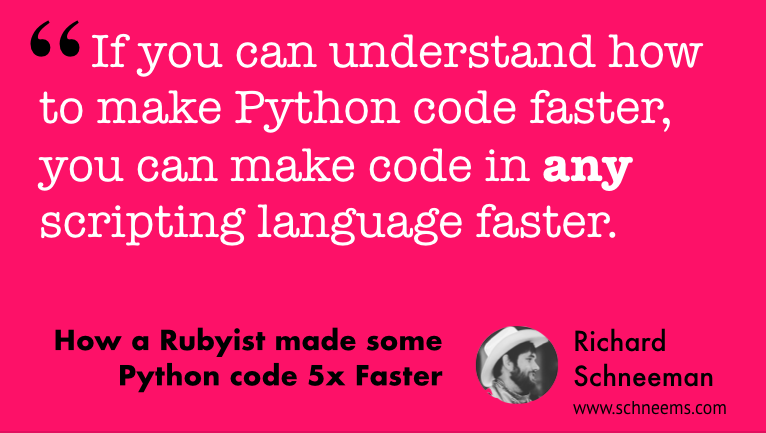 “ If you can understand how
to make Python code faster,
you can make code in any
scripting language faster.
How a Rubyist made some
Python code 5x Faster
Richard
Schneeman
www.schneems.com